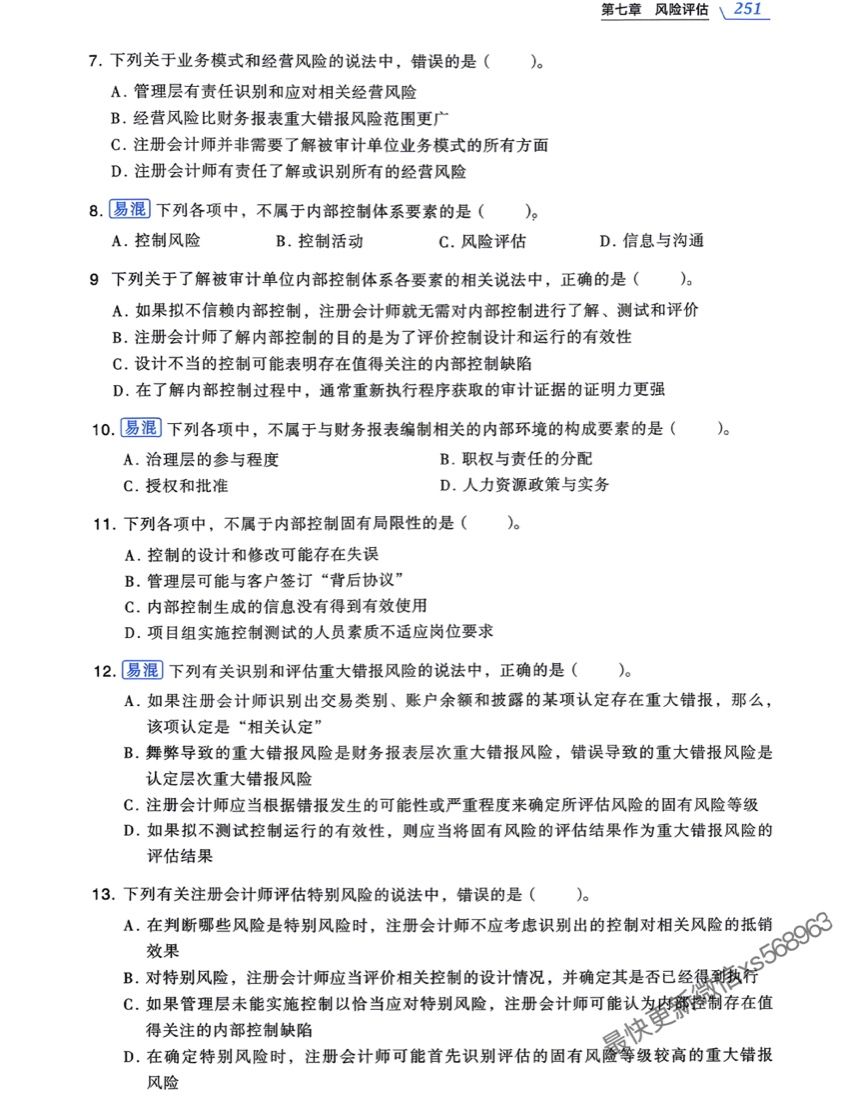 第七章 风险评估 251
7. 下列关于业务模式和经营风险的说法中，错误的是（ ）。
A. 管理层有责任识别和应对相关经营风险
B. 经营风险比财务报表重大错报风险范围更广
C. 注册会计师并非需要了解被审计单位业务模式的所有方面
D. 注册会计师有责任了解或识别所有的经营风险
8. 易混 下列各项中，不属于内部控制体系要素的是（ ）。
A. 控制风险 B. 控制活动 C. 风险评估 D. 信息与沟通
9 下列关于了解被审计单位内部控制体系各要素的相关说法中，正确的是（ ）。
A. 如果拟不信赖内部控制，注册会计师就无需对内部控制进行了解、测试和评价
B. 注册会计师了解内部控制的目的是为了评价控制设计和运行的有效性
C. 设计不当的控制可能表明存在值得关注的内部控制缺陷
D. 在了解内部控制过程中，通常重新执行程序获取的审计证据的证明力更强
10. 易混 下列各项中，不属于与财务报表编制相关的内部环境的构成要素的是（ ）。
A. 治理层的参与程度 B. 职权与责任的分配
C. 授权和批准 D. 人力资源政策与实务
11. 下列各项中，不属于内部控制固有局限性的是（ ）。
A. 控制的设计和修改可能存在失误
B. 管理层可能与客户签订“背后协议”
C. 内部控制生成的信息没有得到有效使用
D. 项目组实施控制测试的人员素质不适应岗位要求
12. 易混 下列有关识别和评估重大错报风险的说法中，正确的是（ ）。
A. 如果注册会计师识别出交易类别、账户余额和披露的某项认定存在重大错报，那么，
该项认定是“相关认定”
B. 舞弊导致的重大错报风险是财务报表层次重大错报风险，错误导致的重大错报风险是
认定层次重大错报风险
C. 注册会计师应当根据错报发生的可能性或严重程度来确定所评估风险的固有风险等级
D. 如果拟不测试控制运行的有效性，则应当将固有风险的评估结果作为重大错报风险的
评估结果
13. 下列有关注册会计师评估特别风险的说法中，错误的是（ ）。
A. 在判断哪些风险是特别风险时，注册会计师不应考虑识别出的控制对相关风险的抵销
效果
B. 对特别风险，注册会计师应当评价相关控制的设计情况，并确定其是否已经得到执行
C. 如果管理层未能实施控制以恰当应对特别风险，注册会计师可能认为内部控制存在值
得关注的内部控制缺陷
D. 在确定特别风险时，注册会计师可能首先识别评估的固有风险等级较高的重大错报
风险
最快更新微信xs568963